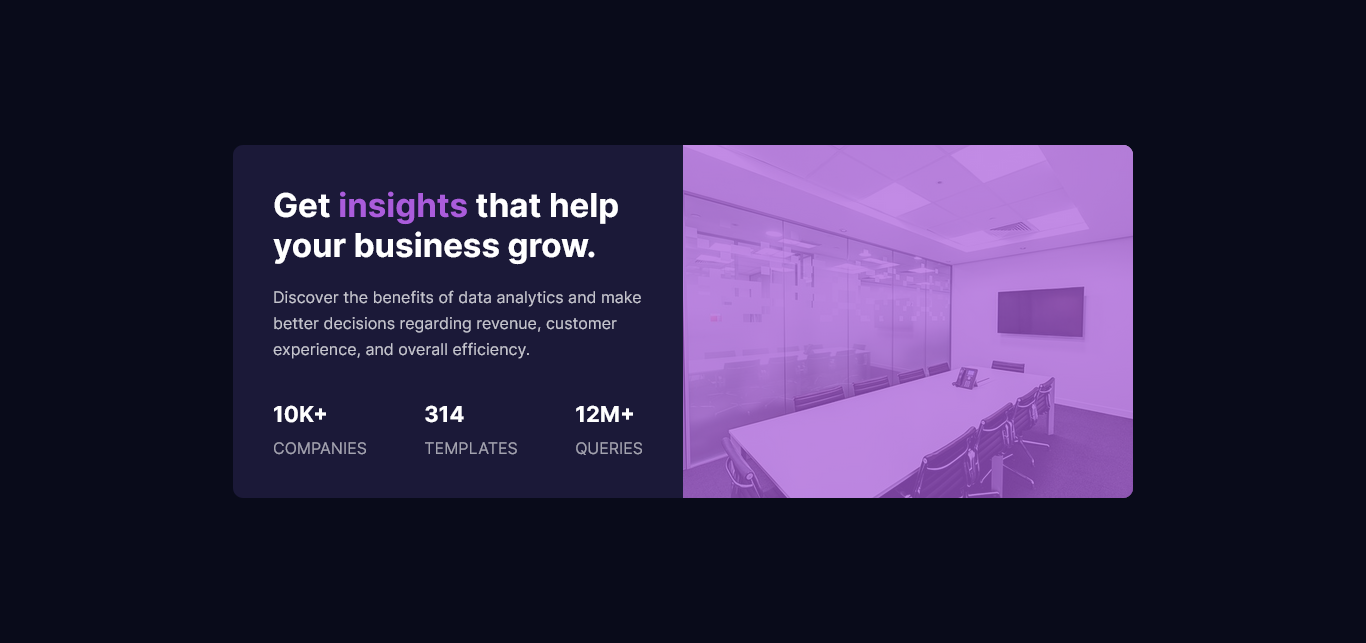 Get insights that help
your business grow.
Discover the benefits of data analytics and make
better decisions regarding revenue, customer
experience, and overall efficiency.
10K+ 314 12M+
COMPANIES TEMPLATES QUERIES